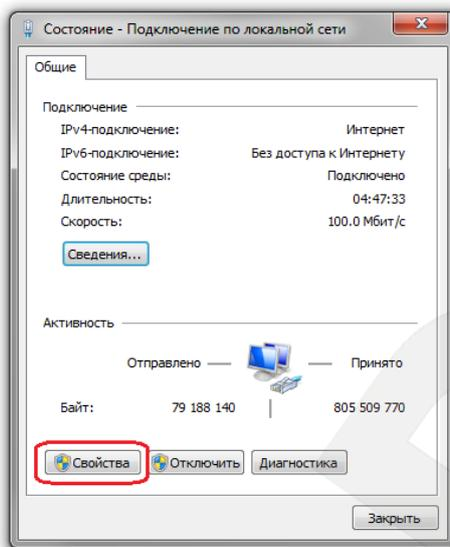 Состояние - Подключение по локальной сети
Общие
Подключение
IPv4-подключение: Интернет
IPv6-подключение: Без доступа к Интернету
Состояние среды: Подключено
Длительность: 04:47:33
Скорость: 100.0 Мбит/с
Сведения...
Активность
Отправлено — — Принято
Байт: 79 188 140 | 805 509 770
Свойства Отключить Диагностика
Закрыть